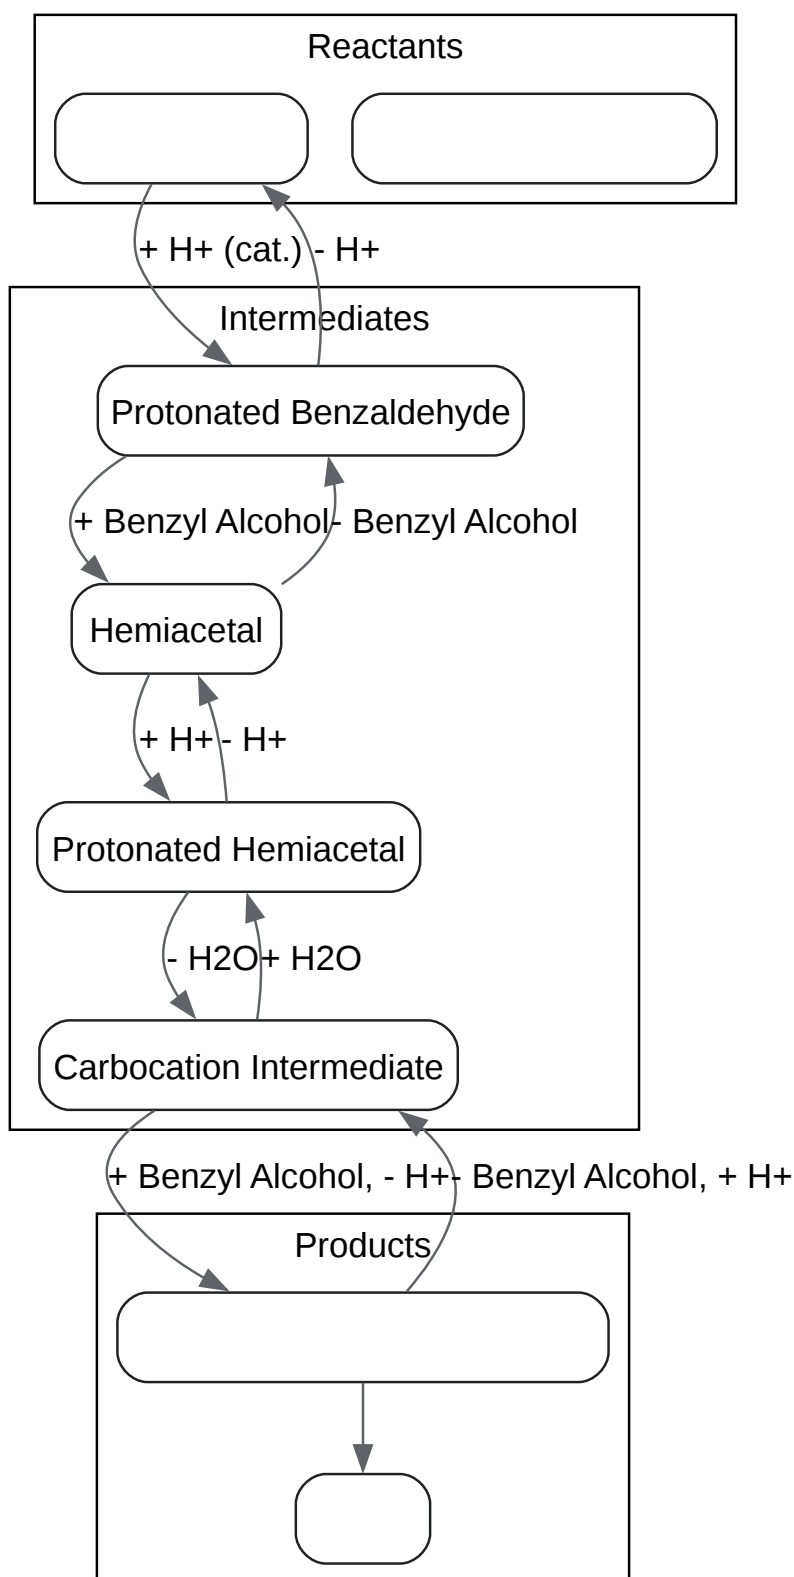 Reactants
+ H+ (cat.)
- H+
Intermediates
Protonated Benzaldehyde
+ Benzyl Alcohol
- Benzyl Alcohol
Hemiacetal
+ H+
- H+
Protonated Hemiacetal
- H2O
+ H2O
Carbocation Intermediate
+ Benzyl Alcohol, - H+
- Benzyl Alcohol, + H+
Products